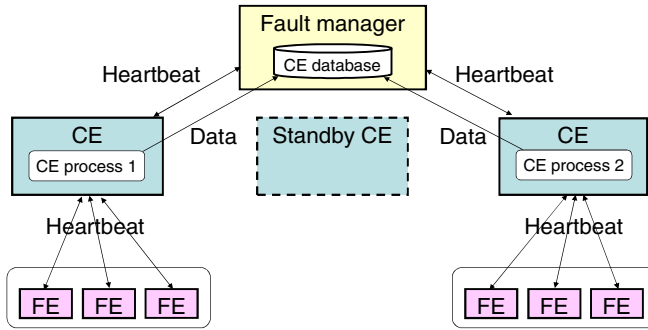 Fault manager
CE database
Heartbeat
Heartbeat
CE
Data
Standby CE
Data
CE
CE process 1
CE process 2
Heartbeat
Heartbeat
FE FE FE
FE FE FE